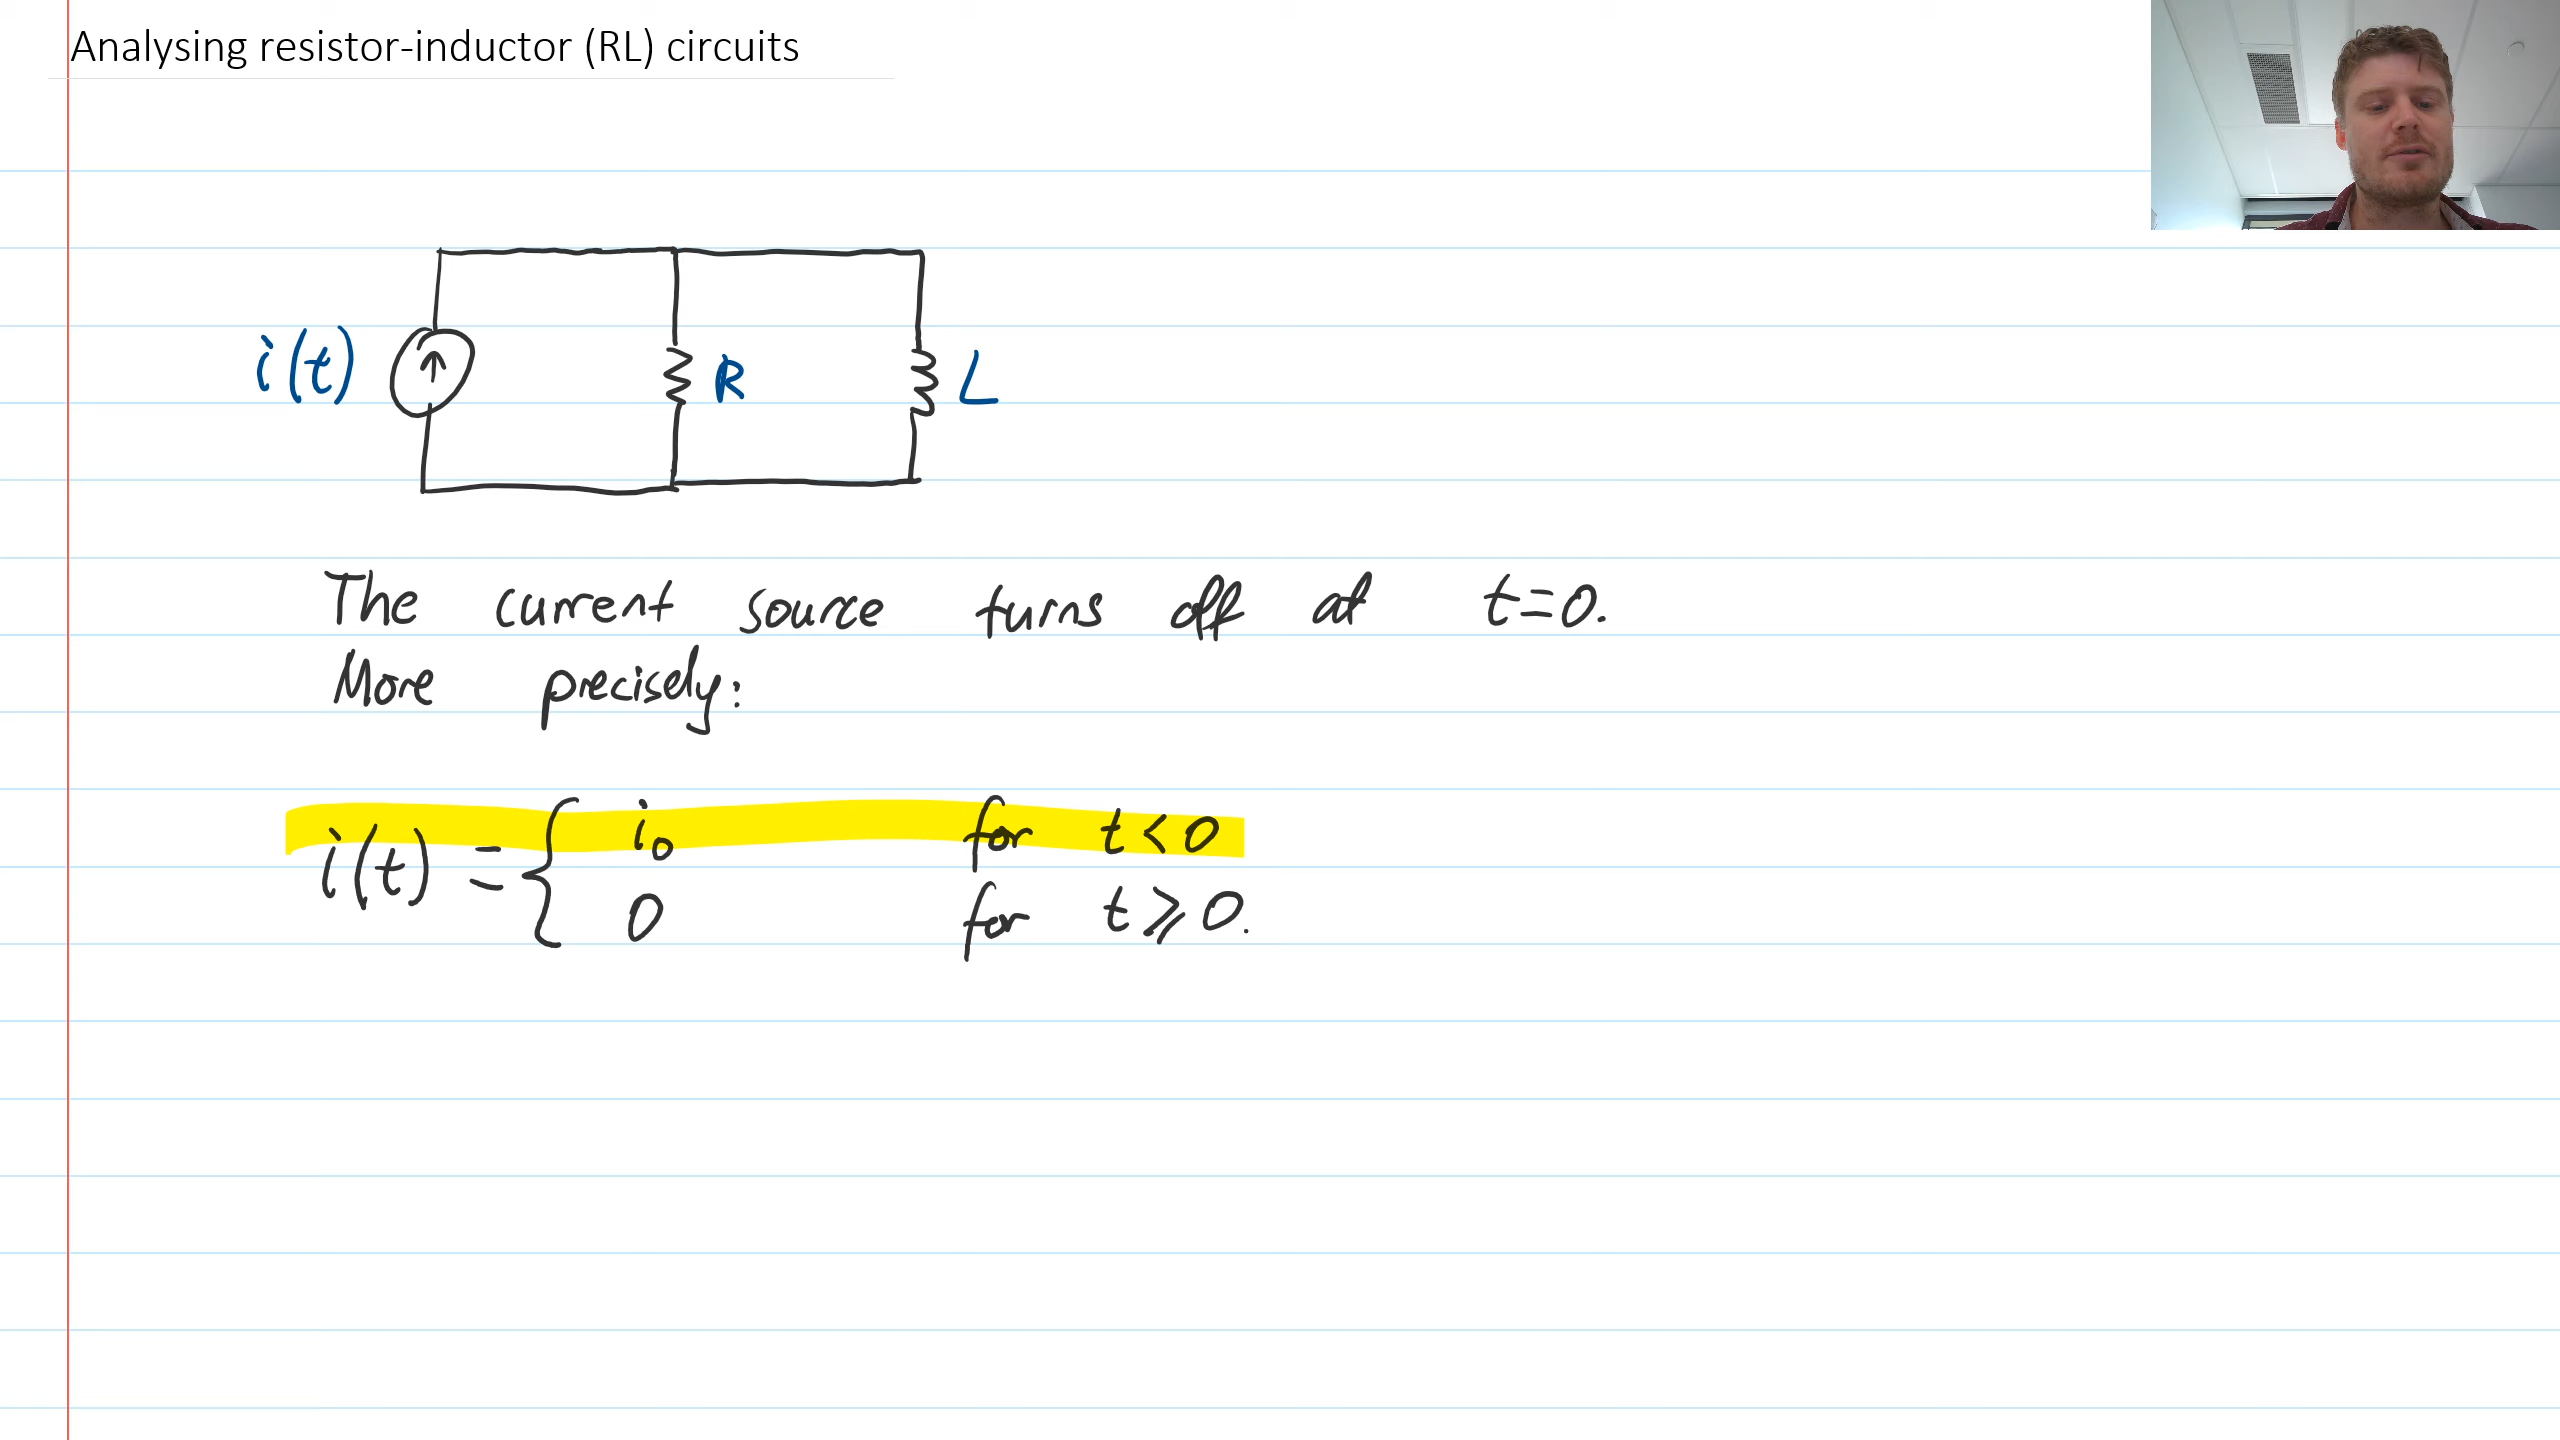 Analysing resistor-inductor (RL) circuits
i(t) R L
The current source turns off at t=0.
More precisely:
i(t) = { i₀ for t < 0
0 for t ⩾ 0.